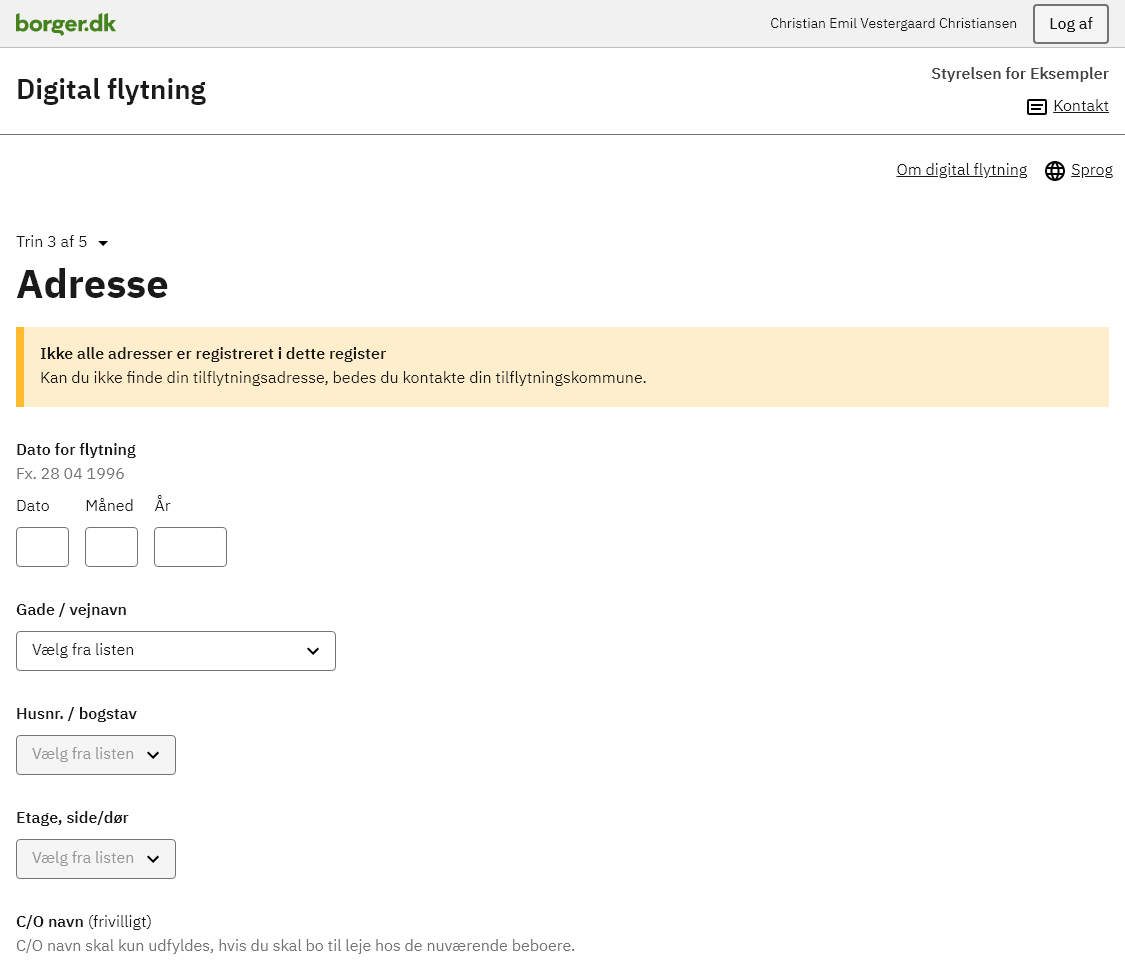 borger.dk
Christian Emil Vestergaard Christiansen
Log af
Digital flytning
Styrelsen for Eksempler
Kontakt
Om digital flytning
Sprog
Trin 3 af 5
Adresse
Ikke alle adresser er registreret i dette register
Kan du ikke finde din tilflytningsadresse, bedes du kontakte din tilflytningskommune.
Dato for flytning
Fx. 28 04 1996
Dato Måned År
Gade / vejnavn
Vælg fra listen
Husnr. / bogstav
Vælg fra listen
Etage, side/dør
Vælg fra listen
C/O navn (frivilligt)
C/O navn skal kun udfyldes, hvis du skal bo til leje hos de nuværende beboere.